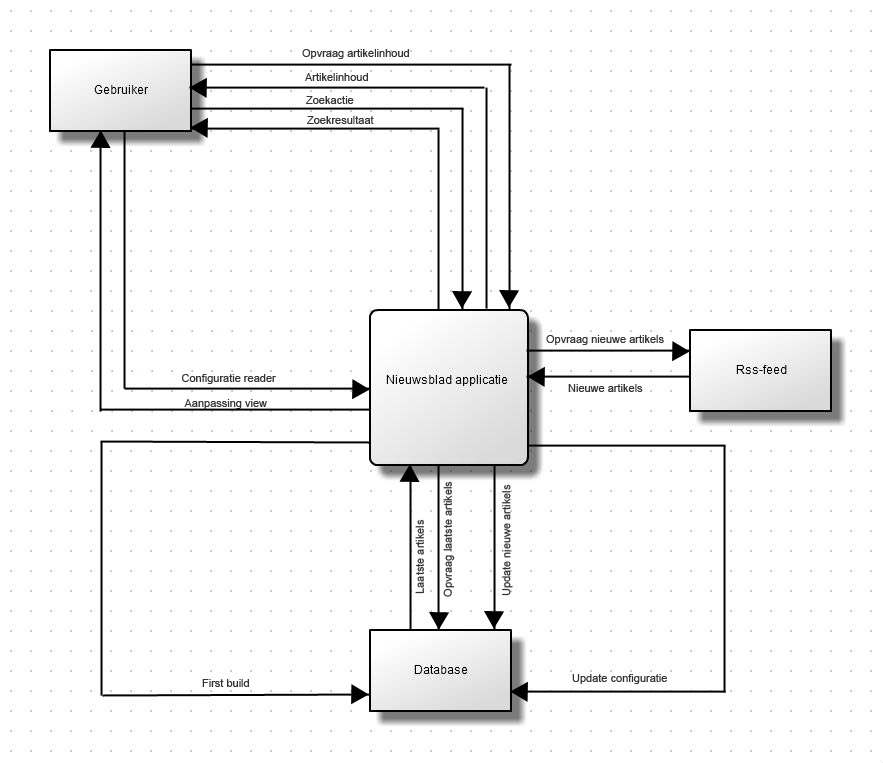 Opvraag artikelinhoud
Gebruiker
Artikelinhoud
Zoekactie
Zoekresultaat
Opvraag nieuwe artikels
Rss-feed
Nieuwsblad applicatie
Configuratie reader
Nieuwe artikels
Aanpassing view
Laatste artikels
Opvraag laatste artikels
Update nieuwe artikels
Database
First build
Update configuratie